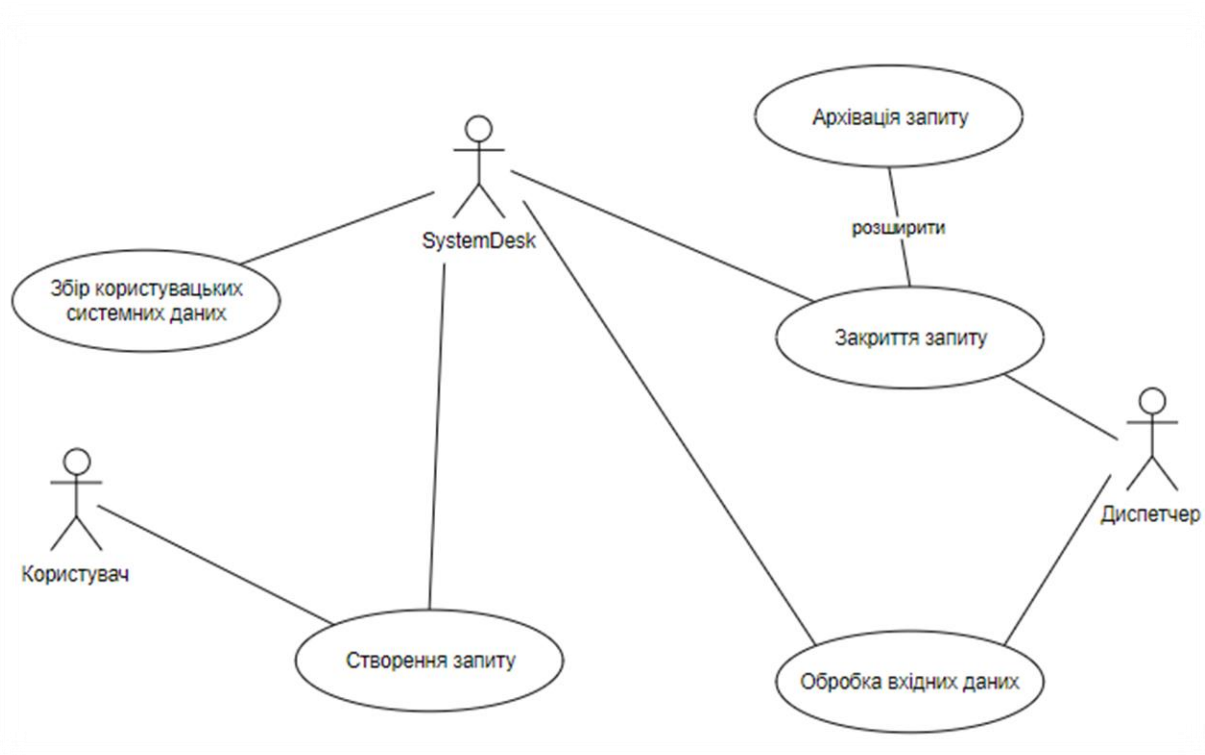 Архівація запиту
розширити
SystemDesk
Збір користувацьких
системних даних
Закриття запиту
Диспетчер
Користувач
Створення запиту
Обробка вхідних даних